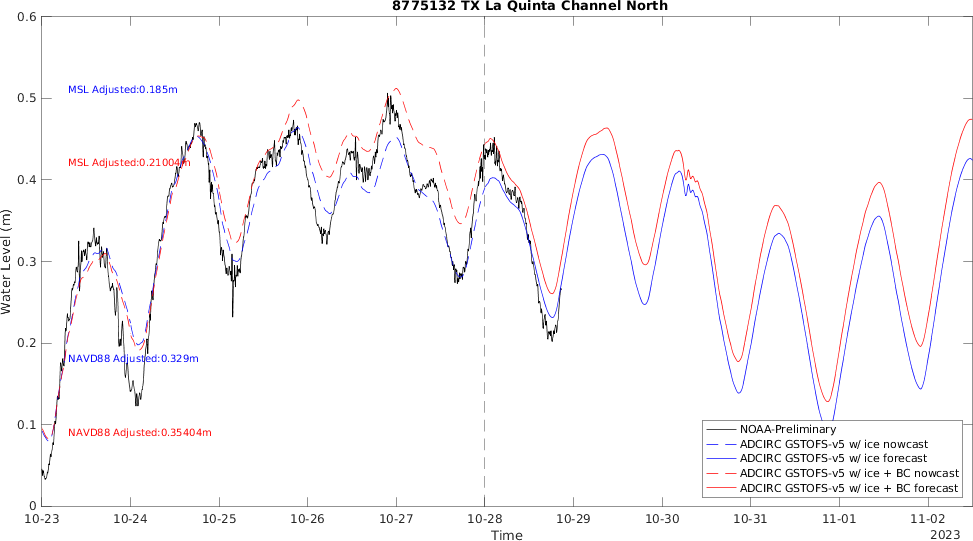 8775132 TX La Quinta Channel North
0.6
0.5
0.4
0.3
0.2
0.1
0
Water Level (m)
MSL Adjusted:0.185m
MSL Adjusted:0.21004m
NAVD88 Adjusted:0.329m
NAVD88 Adjusted:0.35404m
NOAA-Preliminary
ADCIRC GSTOFS-v5 w/ ice nowcast
ADCIRC GSTOFS-v5 w/ ice forecast
ADCIRC GSTOFS-v5 w/ ice + BC nowcast
ADCIRC GSTOFS-v5 w/ ice + BC forecast
10-23 10-24 10-25 10-26 10-27 10-28 10-29 10-30 10-31 11-01 11-02
Time
2023